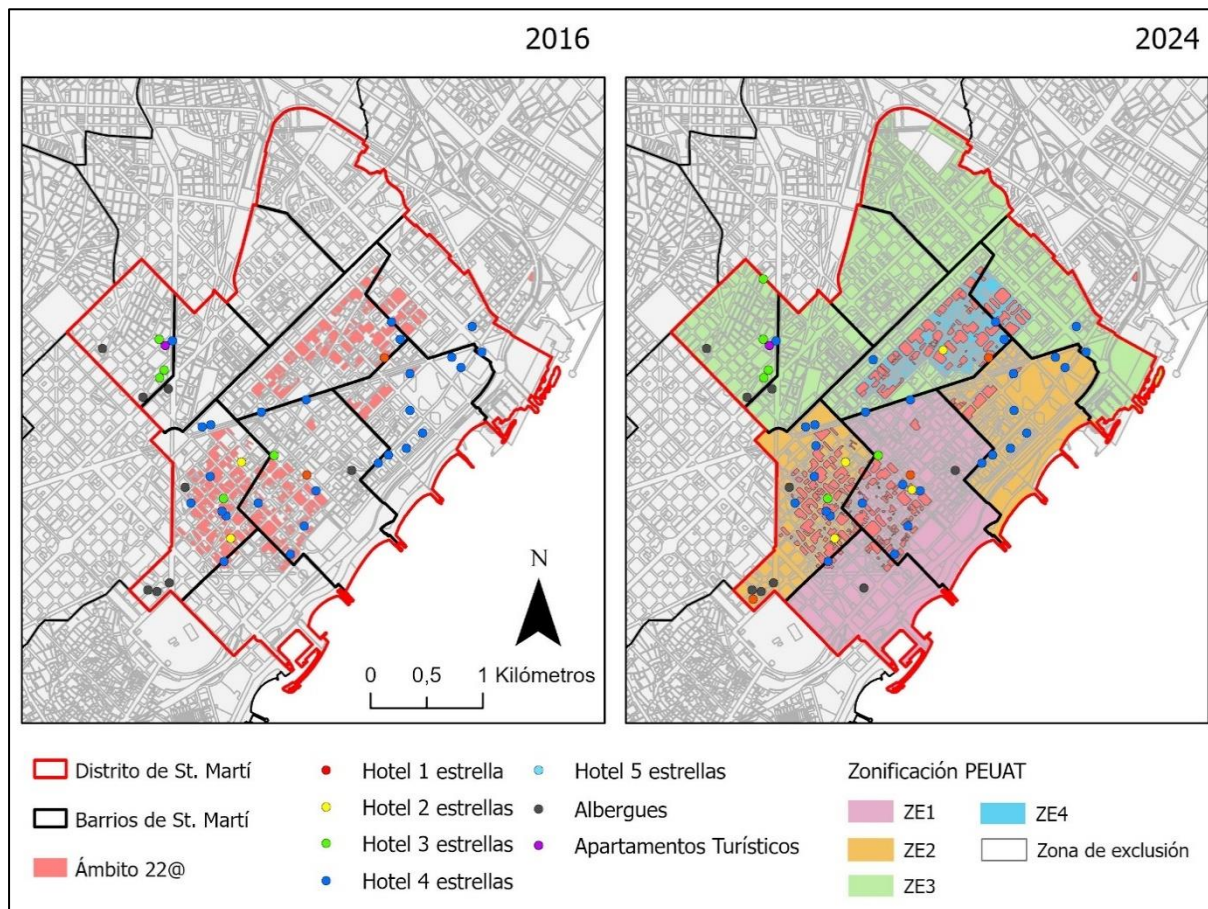 2016
2024
N
0 0,5 1 Kilómetros
Distrito de St. Martí
Barrios de St. Martí
Ámbito 22@
Hotel 1 estrella
Hotel 2 estrellas
Hotel 3 estrellas
Hotel 4 estrellas
Hotel 5 estrellas
Albergues
Apartamentos Turísticos
Zonificación PEUAT
ZE1
ZE2
ZE3
ZE4
Zona de exclusión